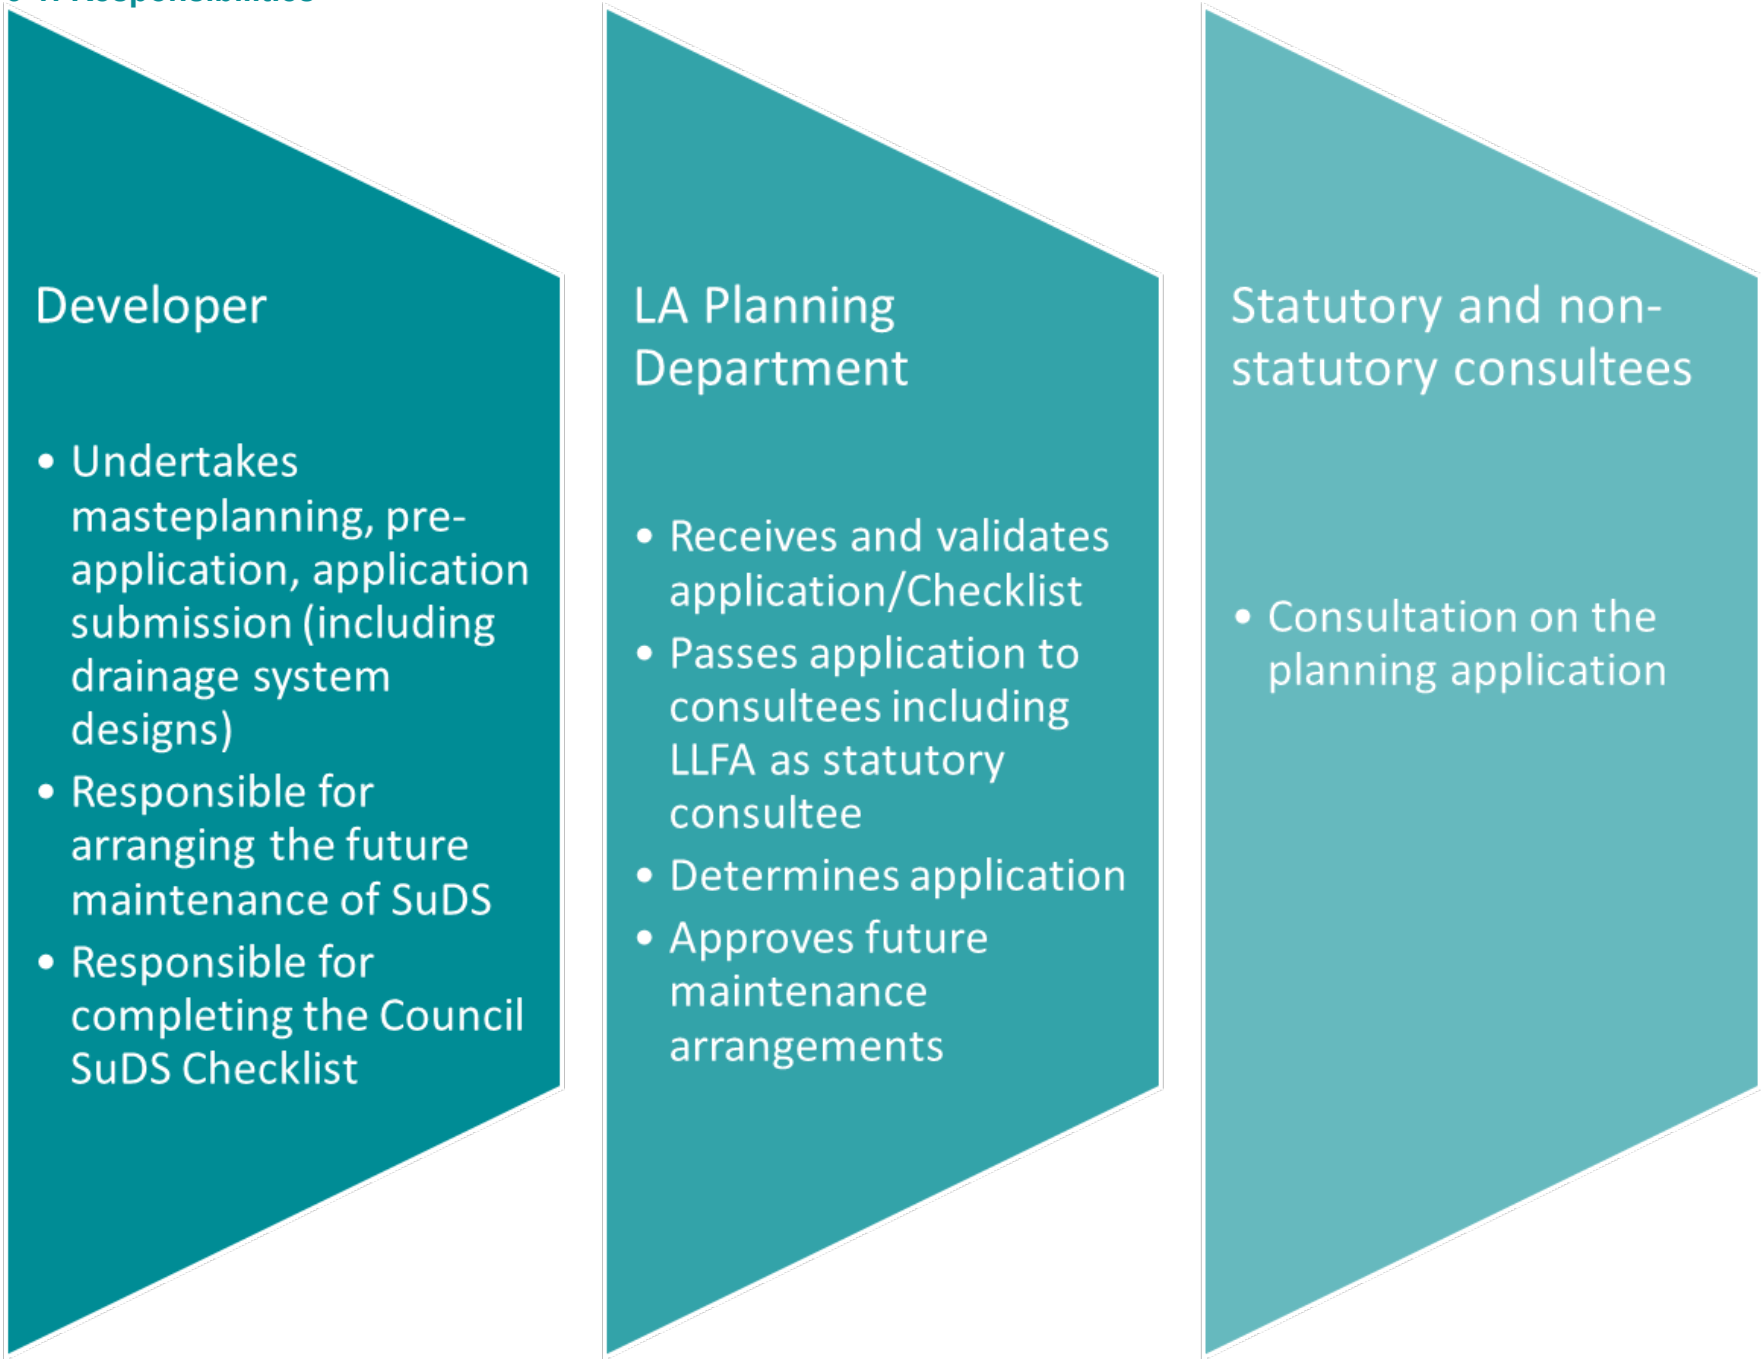 Responsibilities
Developer
• Undertakes
masteplanning, pre-
application, application
submission (including
drainage system
designs)
• Responsible for
arranging the future
maintenance of SuDS
• Responsible for
completing the Council
SuDS Checklist
LA Planning
Department
• Receives and validates
application/Checklist
• Passes application to
consultees including
LLFA as statutory
consultee
• Determines application
• Approves future
maintenance
arrangements
Statutory and non-
statutory consultees
• Consultation on the
planning application